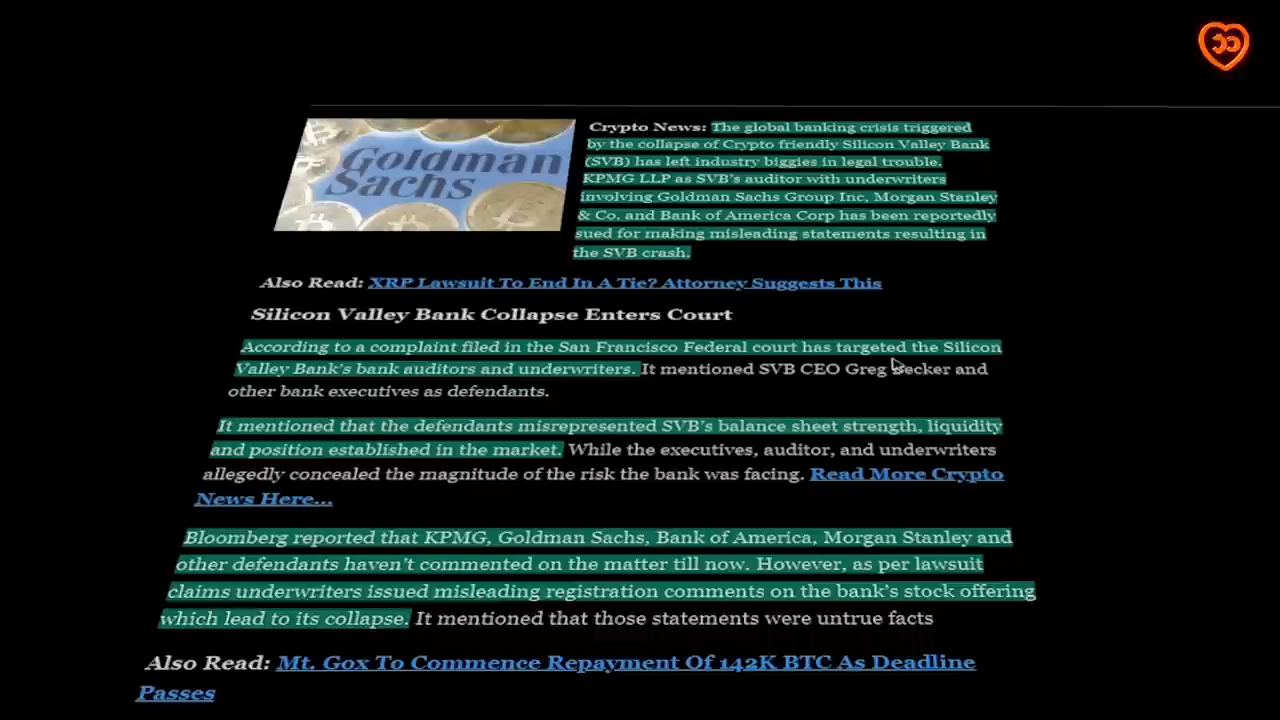 Goldman
Sachs
Crypto News: The global banking crisis triggered
by the collapse of Crypto friendly Silicon Valley Bank
(SVB) has left industry biggies in legal trouble.
KPMG LLP as SVB's auditor with underwriters
involving Goldman Sachs Group Inc, Morgan Stanley
& Co. and Bank of America Corp has been reportedly
sued for making misleading statements resulting in
the SVB crash.
Also Read: XRP Lawsuit To End In A Tie? Attorney Suggests This
Silicon Valley Bank Collapse Enters Court
According to a complaint filed in the San Francisco Federal court has targeted the Silicon
Valley Bank's bank auditors and underwriters. It mentioned SVB CEO Greg Becker and
other bank executives as defendants.
It mentioned that the defendants misrepresented SVB's balance sheet strength, liquidity
and position established in the market. While the executives, auditor, and underwriters
allegedly concealed the magnitude of the risk the bank was facing. Read More Crypto
News Here...
Bloomberg reported that KPMG, Goldman Sachs, Bank of America, Morgan Stanley and
other defendants haven't commented on the matter till now. However, as per lawsuit
claims underwriters issued misleading registration comments on the bank's stock offering
which lead to its collapse. It mentioned that those statements were untrue facts
Also Read: Mt. Gox To Commence Repayment Of 142K BTC As Deadline
Passes